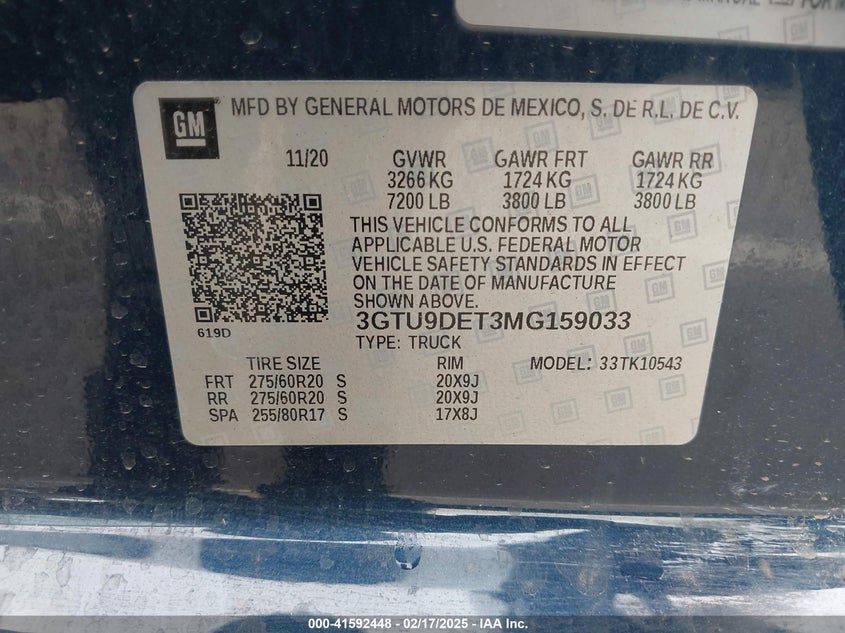 GM
MFD BY GENERAL MOTORS DE MEXICO, S. DE R.L. DE C.V.
11/20 GVWR GAWR FRT GAWR RR
3266 KG 1724 KG 1724 KG
7200 LB 3800 LB 3800 LB
THIS VEHICLE CONFORMS TO ALL
APPLICABLE U.S. FEDERAL MOTOR
VEHICLE SAFETY STANDARDS IN EFFECT
ON THE DATE OF MANUFACTURE
SHOWN ABOVE.
619D
3GTU9DET3MG159033
TYPE: TRUCK
TIRE SIZE RIM MODEL: 33TK10543
FRT 275/60R20 S 20X9J
RR 275/60R20 S 20X9J
SPA 255/80R17 S 17X8J
000-41592448 - 02/17/2025 - IAA Inc.